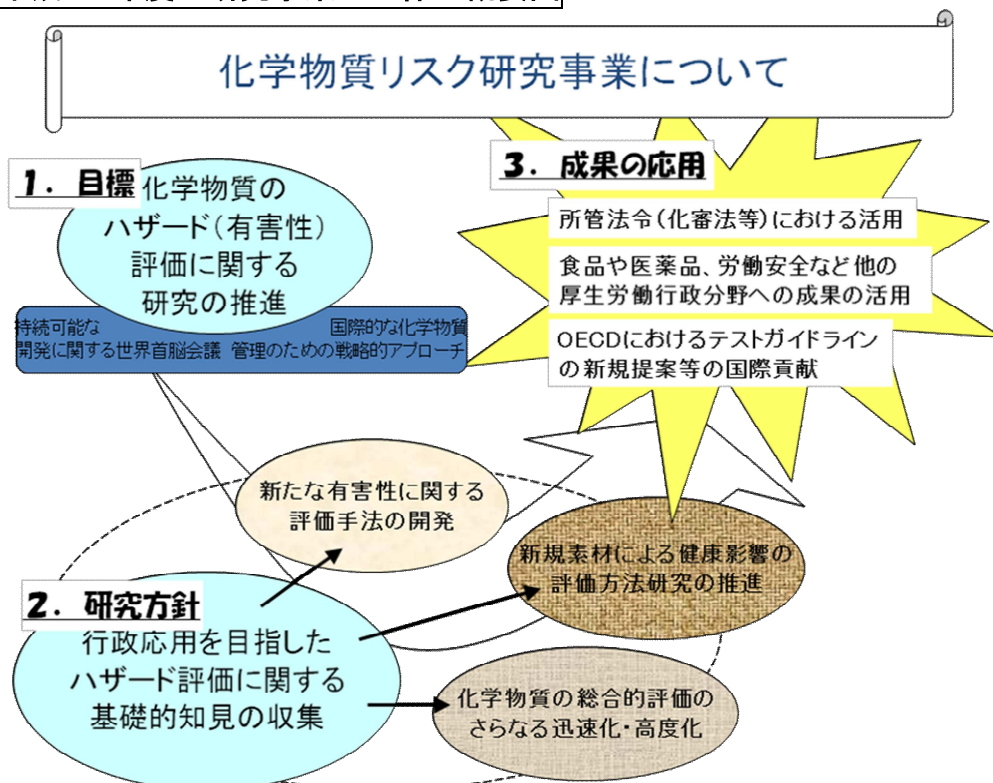 化学物質リスク研究事業について
1. 目標
化学物質の
ハザード(有害性)
評価に関する
研究の推進
持続可能な
開発に関する世界首脳会議
国際的な化学物質
管理のための戦略的アプローチ
3. 成果の応用
所管法令(化審法等)における活用
食品や医薬品、労働安全など他の
厚生労働行政分野への成果の活用
OECDにおけるテストガイドライン
の新規提案等の国際貢献
新たな有害性に関する
評価手法の開発
新規素材による健康影響の
評価方法研究の推進
2. 研究方針
行政応用を目指した
ハザード評価に関する
基礎的知見の収集
化学物質の総合的評価の
さらなる迅速化・高度化